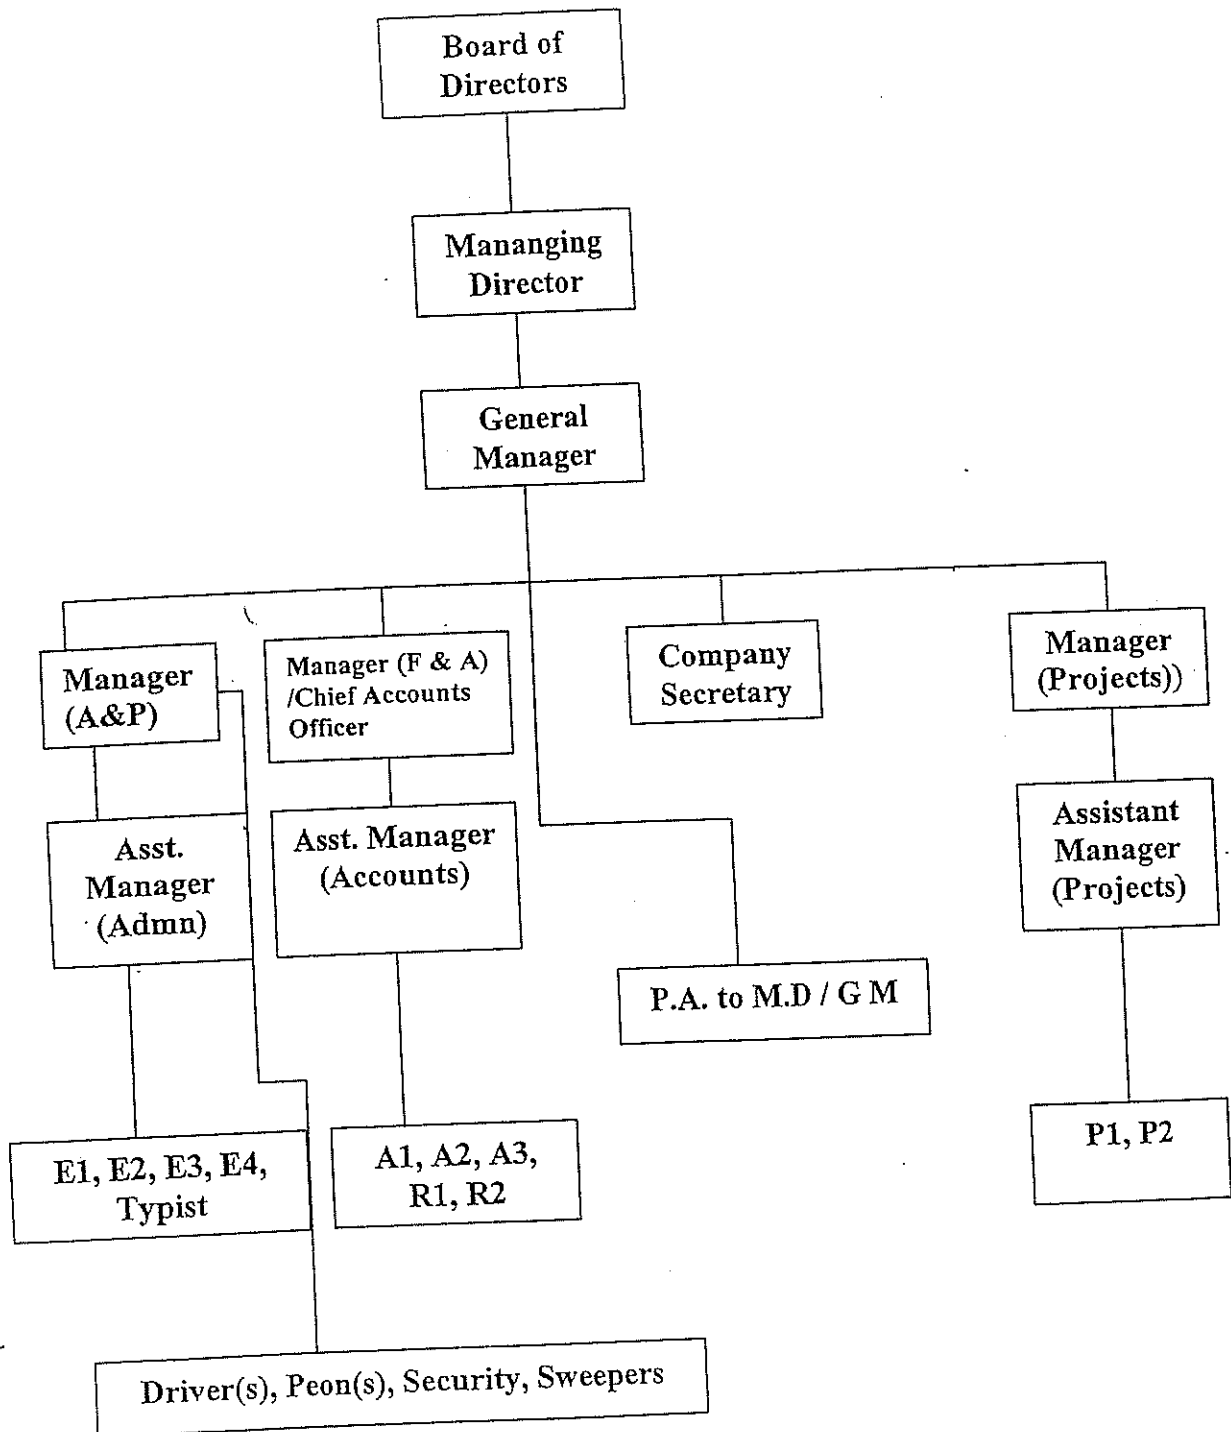 Board of
Directors
Mananging
Director
General
Manager
Manager
(A&P)
Manager (F & A)
/Chief Accounts
Officer
Company
Secretary
Manager
(Projects))
Asst.
Manager
(Admn)
Asst. Manager
(Accounts)
Assistant
Manager
(Projects)
P.A. to M.D / G M
E1, E2, E3, E4,
Typist
A1, A2, A3,
R1, R2
P1, P2
Driver(s), Peon(s), Security, Sweepers